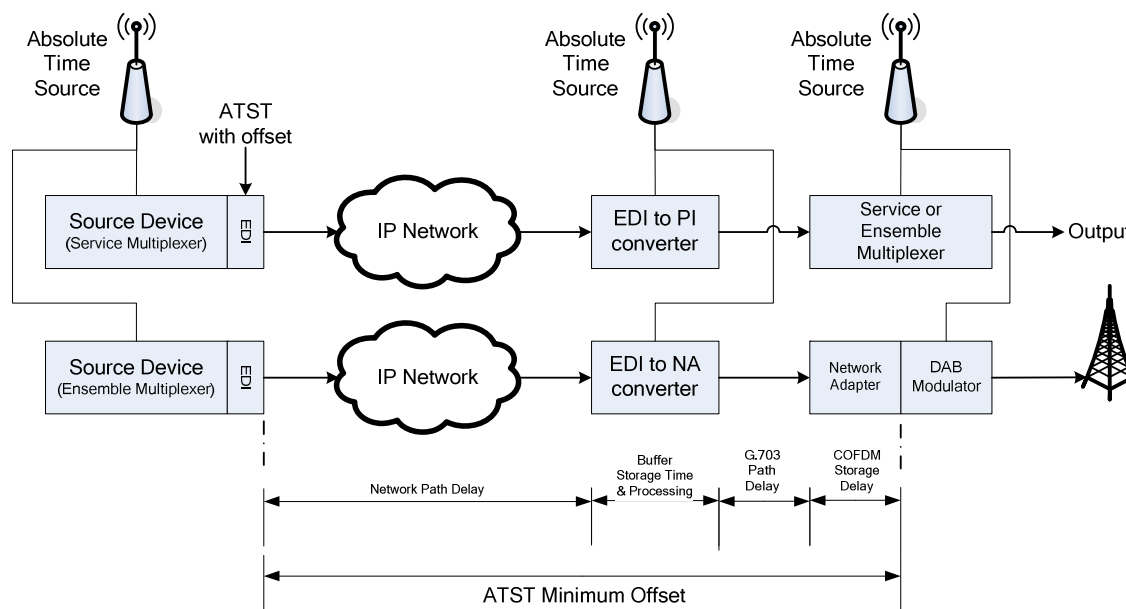 Absolute
Time
Source
Absolute
Time
Source
Absolute
Time
Source
ATST
with offset
Source Device
(Service Multiplexer)
EDI
IP Network
EDI to PI
converter
Service or
Ensemble
Multiplexer
Output
Source Device
(Ensemble Multiplexer)
EDI
IP Network
EDI to NA
converter
Network
Adapter
DAB
Modulator
Network Path Delay
Buffer
Storage Time
& Processing
G.703
Path
Delay
COFDM
Storage
Delay
ATST Minimum Offset